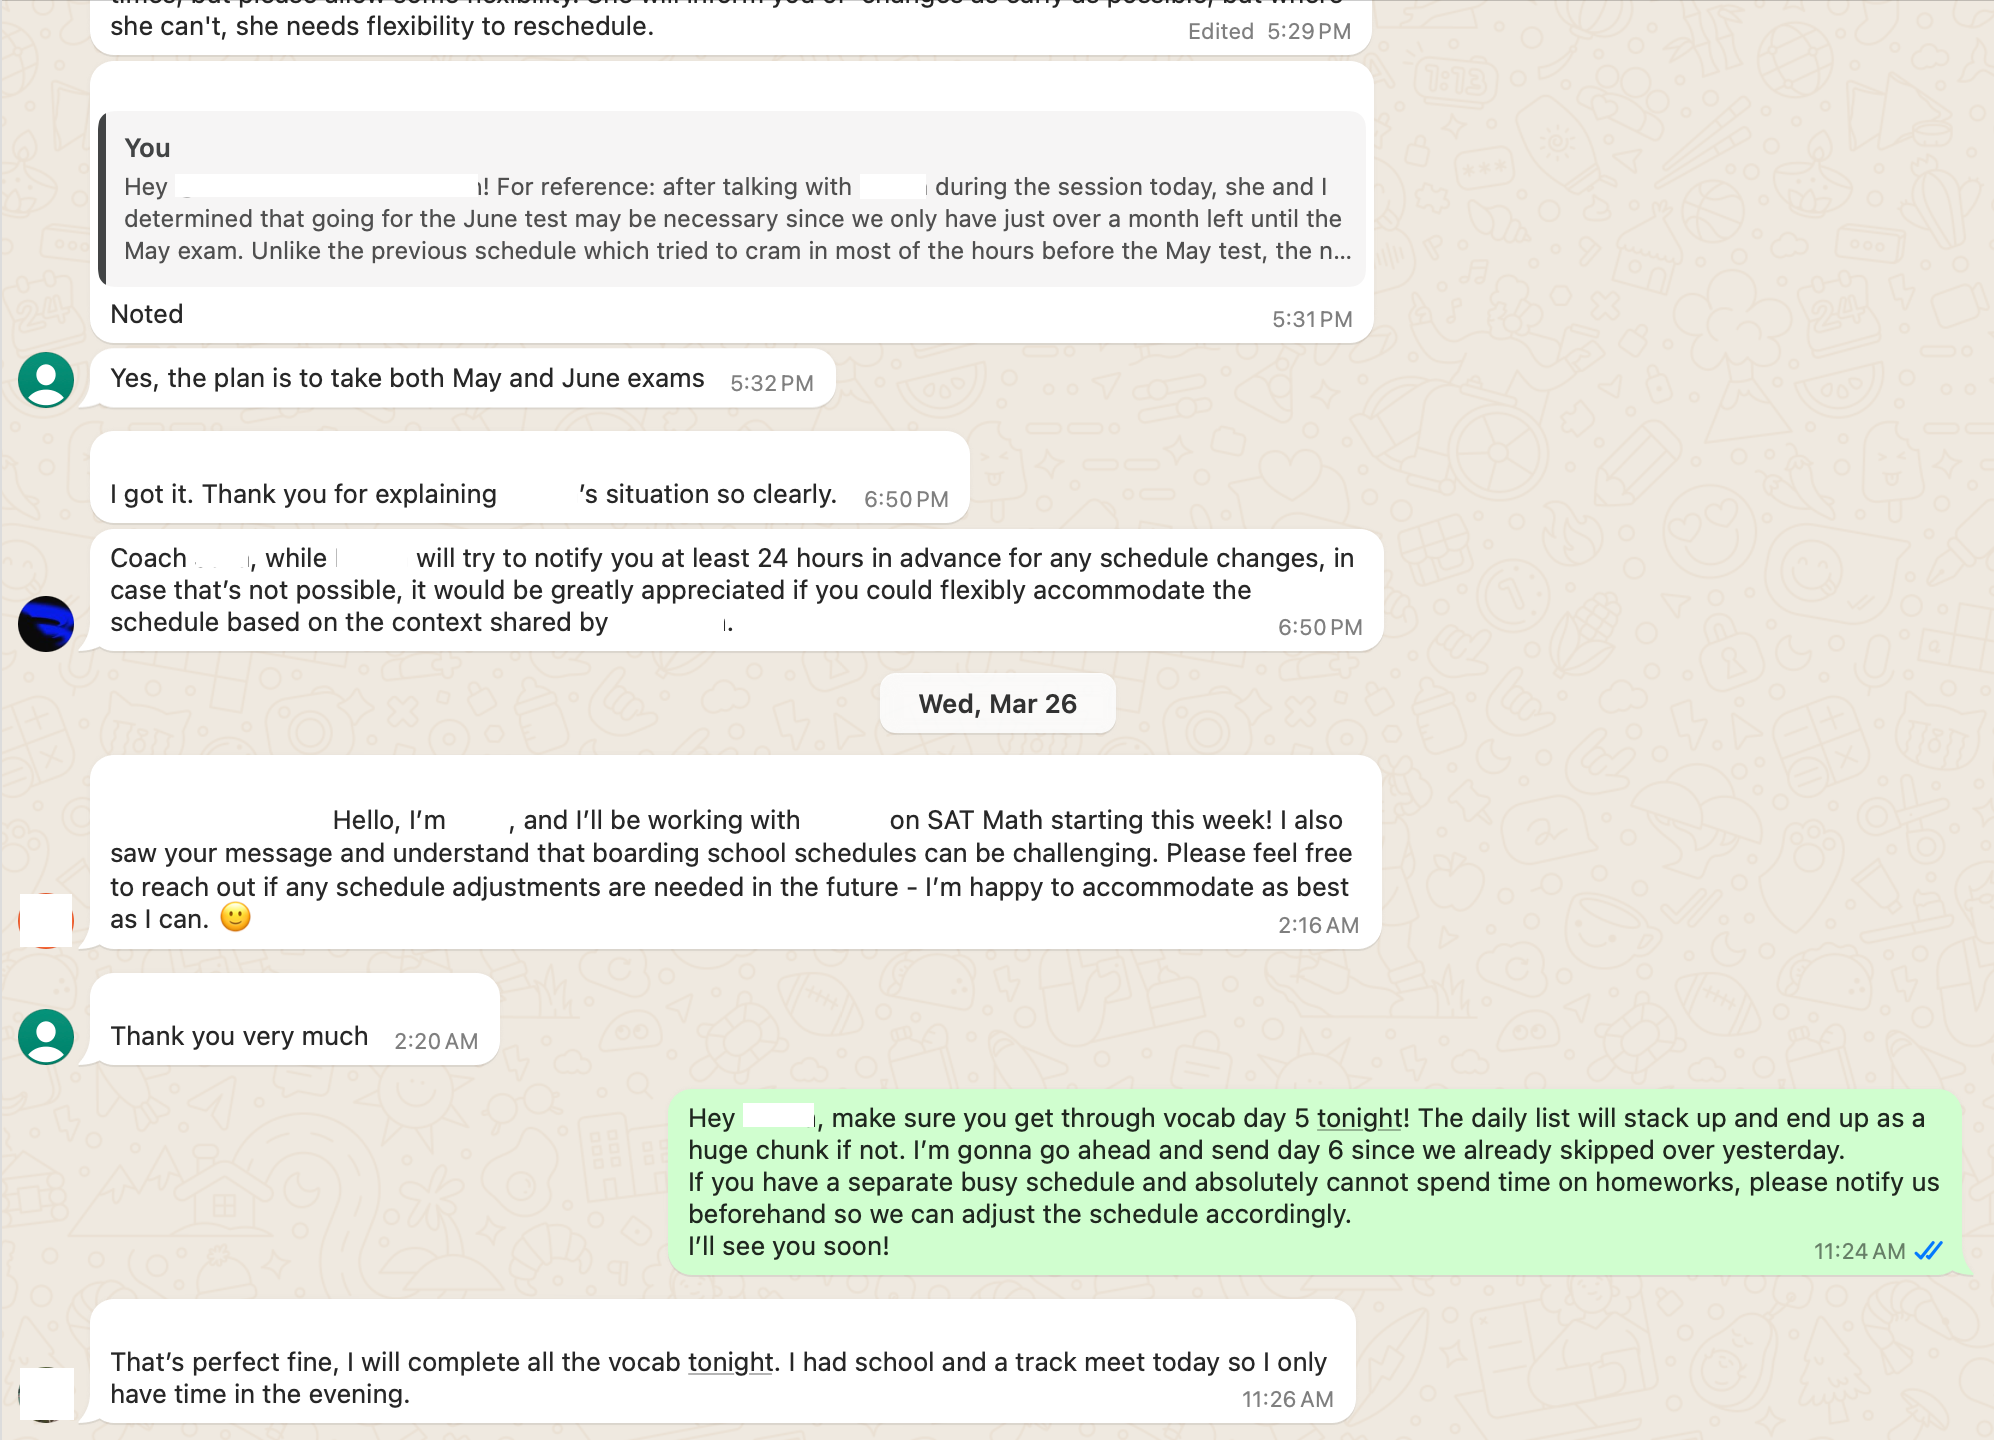 she can't, she needs flexibility to reschedule.
Edited 5:29 PM
You
Hey ! For reference: after talking with during the session today, she and I
determined that going for the June test may be necessary since we only have just over a month left until the
May exam. Unlike the previous schedule which tried to cram in most of the hours before the May test, the n...
Noted
5:31 PM
Yes, the plan is to take both May and June exams
5:32 PM
I got it. Thank you for explaining ’s situation so clearly.
6:50 PM
Coach , while will try to notify you at least 24 hours in advance for any schedule changes, in
case that’s not possible, it would be greatly appreciated if you could flexibly accommodate the
schedule based on the context shared by .
6:50 PM
Wed, Mar 26
Hello, I’m , and I’ll be working with on SAT Math starting this week! I also
saw your message and understand that boarding school schedules can be challenging. Please feel free
to reach out if any schedule adjustments are needed in the future - I’m happy to accommodate as best
as I can. 🙂
2:16 AM
Thank you very much
2:20 AM
Hey , make sure you get through vocab day 5 tonight! The daily list will stack up and end up as a
huge chunk if not. I’m gonna go ahead and send day 6 since we already skipped over yesterday.
If you have a separate busy schedule and absolutely cannot spend time on homeworks, please notify us
beforehand so we can adjust the schedule accordingly.
I’ll see you soon!
11:24 AM
That’s perfect fine, I will complete all the vocab tonight. I had school and a track meet today so I only
have time in the evening.
11:26 AM